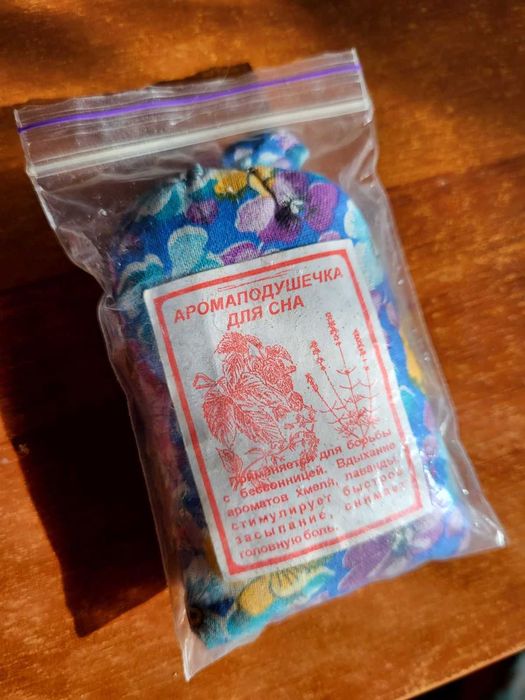 АРОМАПОДУШЕЧКА
ДЛЯ СНА
Применяется для борьбы
с бессонницей. Вдыхание
ароматов хмеля, лаванды
стимулирует быстрое
засыпание, снимает
головную боль.